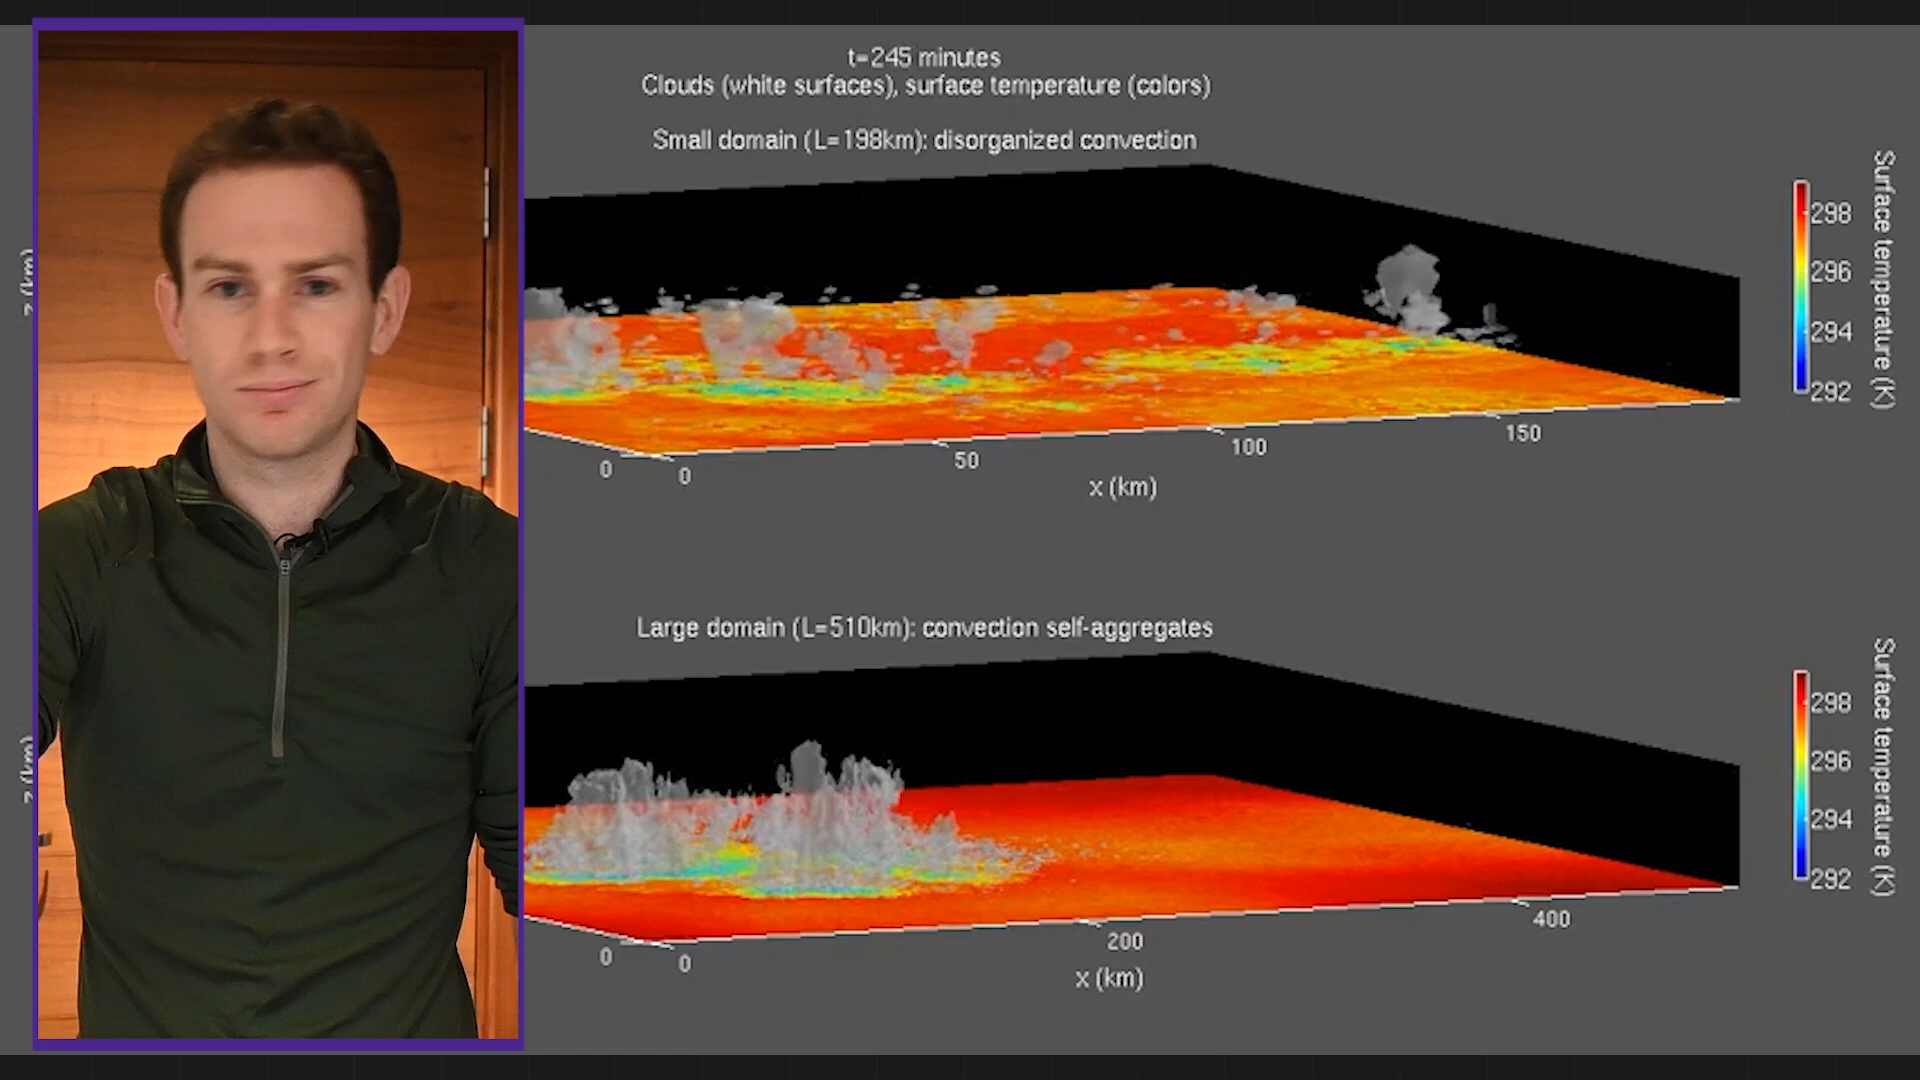 t=245 minutes
Clouds (white surfaces), surface temperature (colors)
Small domain (L=198km): disorganized convection
298
296
294
292
Surface temperature (K)
0
0
50
100
150
x (km)
Large domain (L=510km): convection self-aggregates
298
296
294
292
Surface temperature (K)
0
0
200
400
x (km)